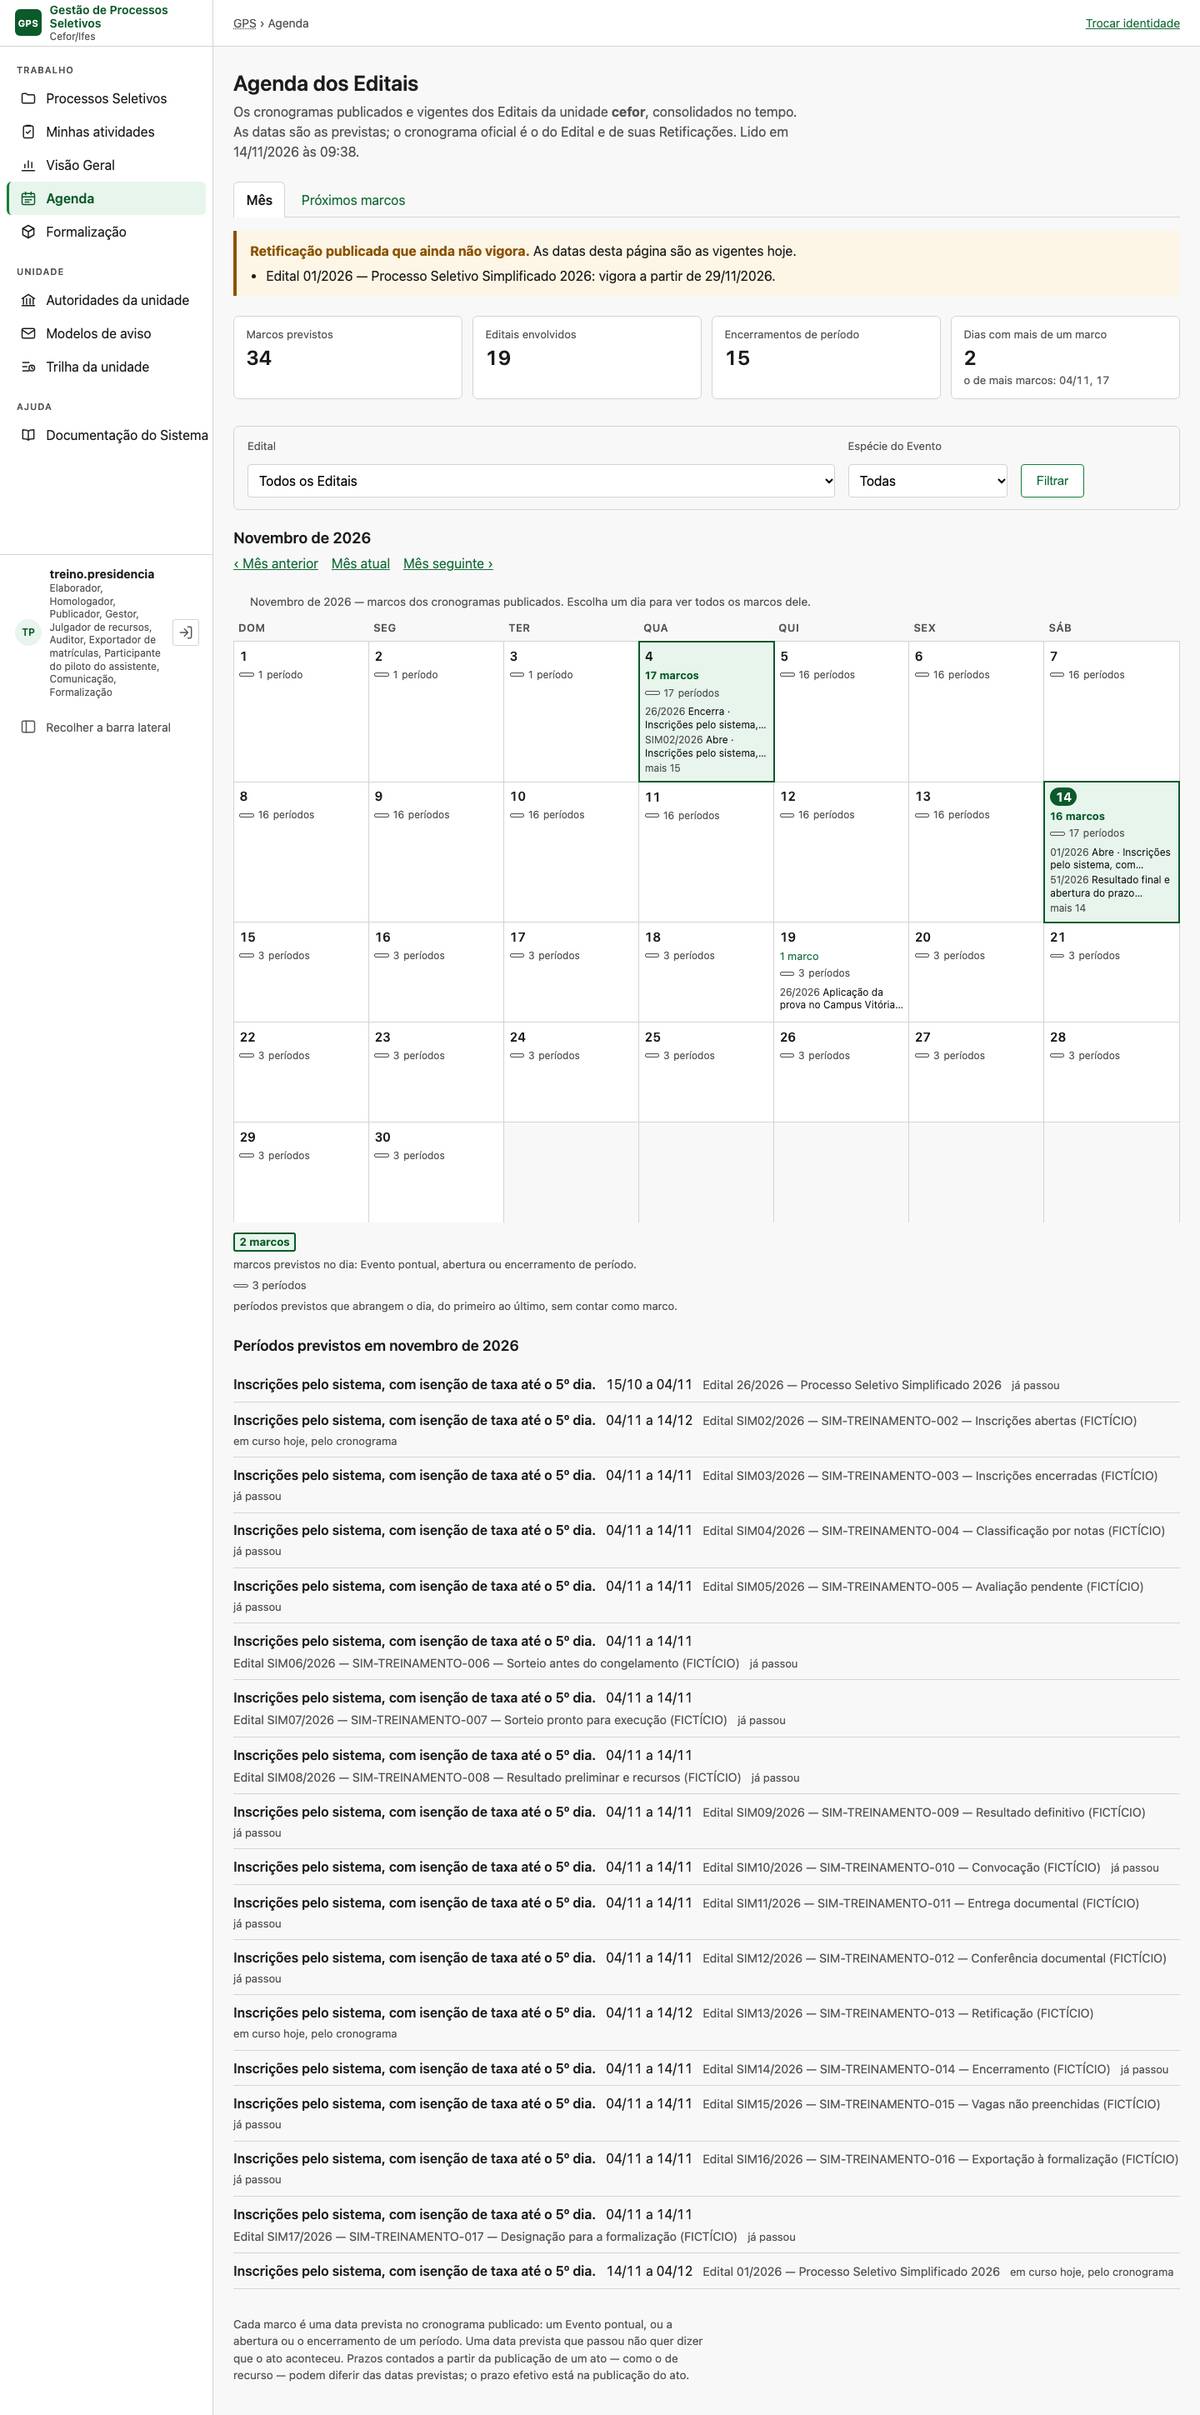 GPS
Gestão de Processos
Seletivos
Cefor/Ifes
GPS › Agenda
Trocar identidade
TRABALHO
Processos Seletivos
Minhas atividades
Visão Geral
Agenda
Formalização
UNIDADE
Autoridades da unidade
Modelos de aviso
Trilha da unidade
AJUDA
Documentação do Sistema
TP
treino.presidencia
Elaborador,
Homologador,
Publicador, Gestor,
Julgador de recursos,
Auditor, Exportador de
matrículas, Participante
do piloto do assistente,
Comunicação,
Formalização
Recolher a barra lateral
Agenda dos Editais
Os cronogramas publicados e vigentes dos Editais da unidade cefor, consolidados no tempo.
As datas são as previstas; o cronograma oficial é o do Edital e de suas Retificações. Lido em
14/11/2026 às 09:38.
Mês
Próximos marcos
Retificação publicada que ainda não vigora. As datas desta página são as vigentes hoje.
• Edital 01/2026 — Processo Seletivo Simplificado 2026: vigora a partir de 29/11/2026.
Marcos previstos
34
Editais envolvidos
19
Encerramentos de período
15
Dias com mais de um marco
2
o de mais marcos: 04/11, 17
Edital
Todos os Editais
Espécie do Evento
Todas
Filtrar
Novembro de 2026
‹ Mês anterior Mês atual Mês seguinte ›
Novembro de 2026 — marcos dos cronogramas publicados. Escolha um dia para ver todos os marcos dele.
DOM SEG TER QUA QUI SEX SÁB
1
1 período
2
1 período
3
1 período
4
17 marcos
17 períodos
26/2026 Encerra ·
Inscrições pelo sistema,...
SIM02/2026 Abre ·
Inscrições pelo sistema,...
mais 15
5
16 períodos
6
16 períodos
7
16 períodos
8
16 períodos
9
16 períodos
10
16 períodos
11
16 períodos
12
16 períodos
13
16 períodos
14
16 marcos
17 períodos
01/2026 Abre · Inscrições
pelo sistema, com...
51/2026 Resultado final e
abertura do prazo...
mais 14
15
3 períodos
16
3 períodos
17
3 períodos
18
3 períodos
19
1 marco
3 períodos
26/2026 Aplicação da
prova no Campus Vitória...
20
3 períodos
21
3 períodos
22
3 períodos
23
3 períodos
24
3 períodos
25
3 períodos
26
3 períodos
27
3 períodos
28
3 períodos
29
3 períodos
30
3 períodos
2 marcos
marcos previstos no dia: Evento pontual, abertura ou encerramento de período.
3 períodos
períodos previstos que abrangem o dia, do primeiro ao último, sem contar como marco.
Períodos previstos em novembro de 2026
Inscrições pelo sistema, com isenção de taxa até o 5º dia. 15/10 a 04/11 Edital 26/2026 — Processo Seletivo Simplificado 2026 já passou
Inscrições pelo sistema, com isenção de taxa até o 5º dia. 04/11 a 14/12 Edital SIM02/2026 — SIM-TREINAMENTO-002 — Inscrições abertas (FICTÍCIO)
em curso hoje, pelo cronograma
Inscrições pelo sistema, com isenção de taxa até o 5º dia. 04/11 a 14/11 Edital SIM03/2026 — SIM-TREINAMENTO-003 — Inscrições encerradas (FICTÍCIO)
já passou
Inscrições pelo sistema, com isenção de taxa até o 5º dia. 04/11 a 14/11 Edital SIM04/2026 — SIM-TREINAMENTO-004 — Classificação por notas (FICTÍCIO)
já passou
Inscrições pelo sistema, com isenção de taxa até o 5º dia. 04/11 a 14/11 Edital SIM05/2026 — SIM-TREINAMENTO-005 — Avaliação pendente (FICTÍCIO)
já passou
Inscrições pelo sistema, com isenção de taxa até o 5º dia. 04/11 a 14/11
Edital SIM06/2026 — SIM-TREINAMENTO-006 — Sorteio antes do congelamento (FICTÍCIO) já passou
Inscrições pelo sistema, com isenção de taxa até o 5º dia. 04/11 a 14/11
Edital SIM07/2026 — SIM-TREINAMENTO-007 — Sorteio pronto para execução (FICTÍCIO) já passou
Inscrições pelo sistema, com isenção de taxa até o 5º dia. 04/11 a 14/11
Edital SIM08/2026 — SIM-TREINAMENTO-008 — Resultado preliminar e recursos (FICTÍCIO) já passou
Inscrições pelo sistema, com isenção de taxa até o 5º dia. 04/11 a 14/11 Edital SIM09/2026 — SIM-TREINAMENTO-009 — Resultado definitivo (FICTÍCIO)
já passou
Inscrições pelo sistema, com isenção de taxa até o 5º dia. 04/11 a 14/11 Edital SIM10/2026 — SIM-TREINAMENTO-010 — Convocação (FICTÍCIO) já passou
Inscrições pelo sistema, com isenção de taxa até o 5º dia. 04/11 a 14/11 Edital SIM11/2026 — SIM-TREINAMENTO-011 — Entrega documental (FICTÍCIO)
já passou
Inscrições pelo sistema, com isenção de taxa até o 5º dia. 04/11 a 14/11 Edital SIM12/2026 — SIM-TREINAMENTO-012 — Conferência documental (FICTÍCIO)
já passou
Inscrições pelo sistema, com isenção de taxa até o 5º dia. 04/11 a 14/12 Edital SIM13/2026 — SIM-TREINAMENTO-013 — Retificação (FICTÍCIO)
em curso hoje, pelo cronograma
Inscrições pelo sistema, com isenção de taxa até o 5º dia. 04/11 a 14/11 Edital SIM14/2026 — SIM-TREINAMENTO-014 — Encerramento (FICTÍCIO) já passou
Inscrições pelo sistema, com isenção de taxa até o 5º dia. 04/11 a 14/11 Edital SIM15/2026 — SIM-TREINAMENTO-015 — Vagas não preenchidas (FICTÍCIO)
já passou
Inscrições pelo sistema, com isenção de taxa até o 5º dia. 04/11 a 14/11 Edital SIM16/2026 — SIM-TREINAMENTO-016 — Exportação à formalização (FICTÍCIO)
já passou
Inscrições pelo sistema, com isenção de taxa até o 5º dia. 04/11 a 14/11
Edital SIM17/2026 — SIM-TREINAMENTO-017 — Designação para a formalização (FICTÍCIO) já passou
Inscrições pelo sistema, com isenção de taxa até o 5º dia. 14/11 a 04/12 Edital 01/2026 — Processo Seletivo Simplificado 2026 em curso hoje, pelo cronograma
Cada marco é uma data prevista no cronograma publicado: um Evento pontual, ou a
abertura ou o encerramento de um período. Uma data prevista que passou não quer dizer
que o ato aconteceu. Prazos contados a partir da publicação de um ato — como o de
recurso — podem diferir das datas previstas; o prazo efetivo está na publicação do ato.